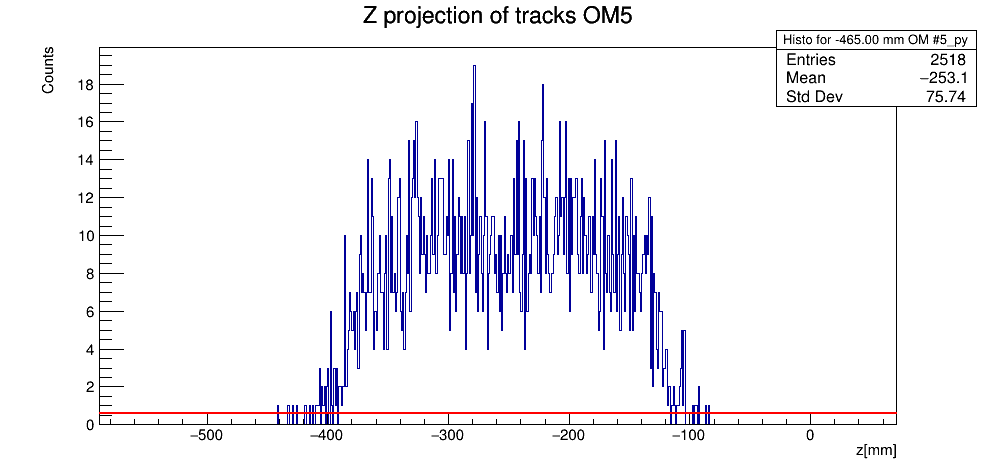 Z projection of tracks OM5
Histo for -465.00 mm OM #5_py
Entries 2518
Mean −253.1
Std Dev 75.74
Counts
18
16
14
12
10
8
6
4
2
0
−500 −400 −300 −200 −100 0
z[mm]